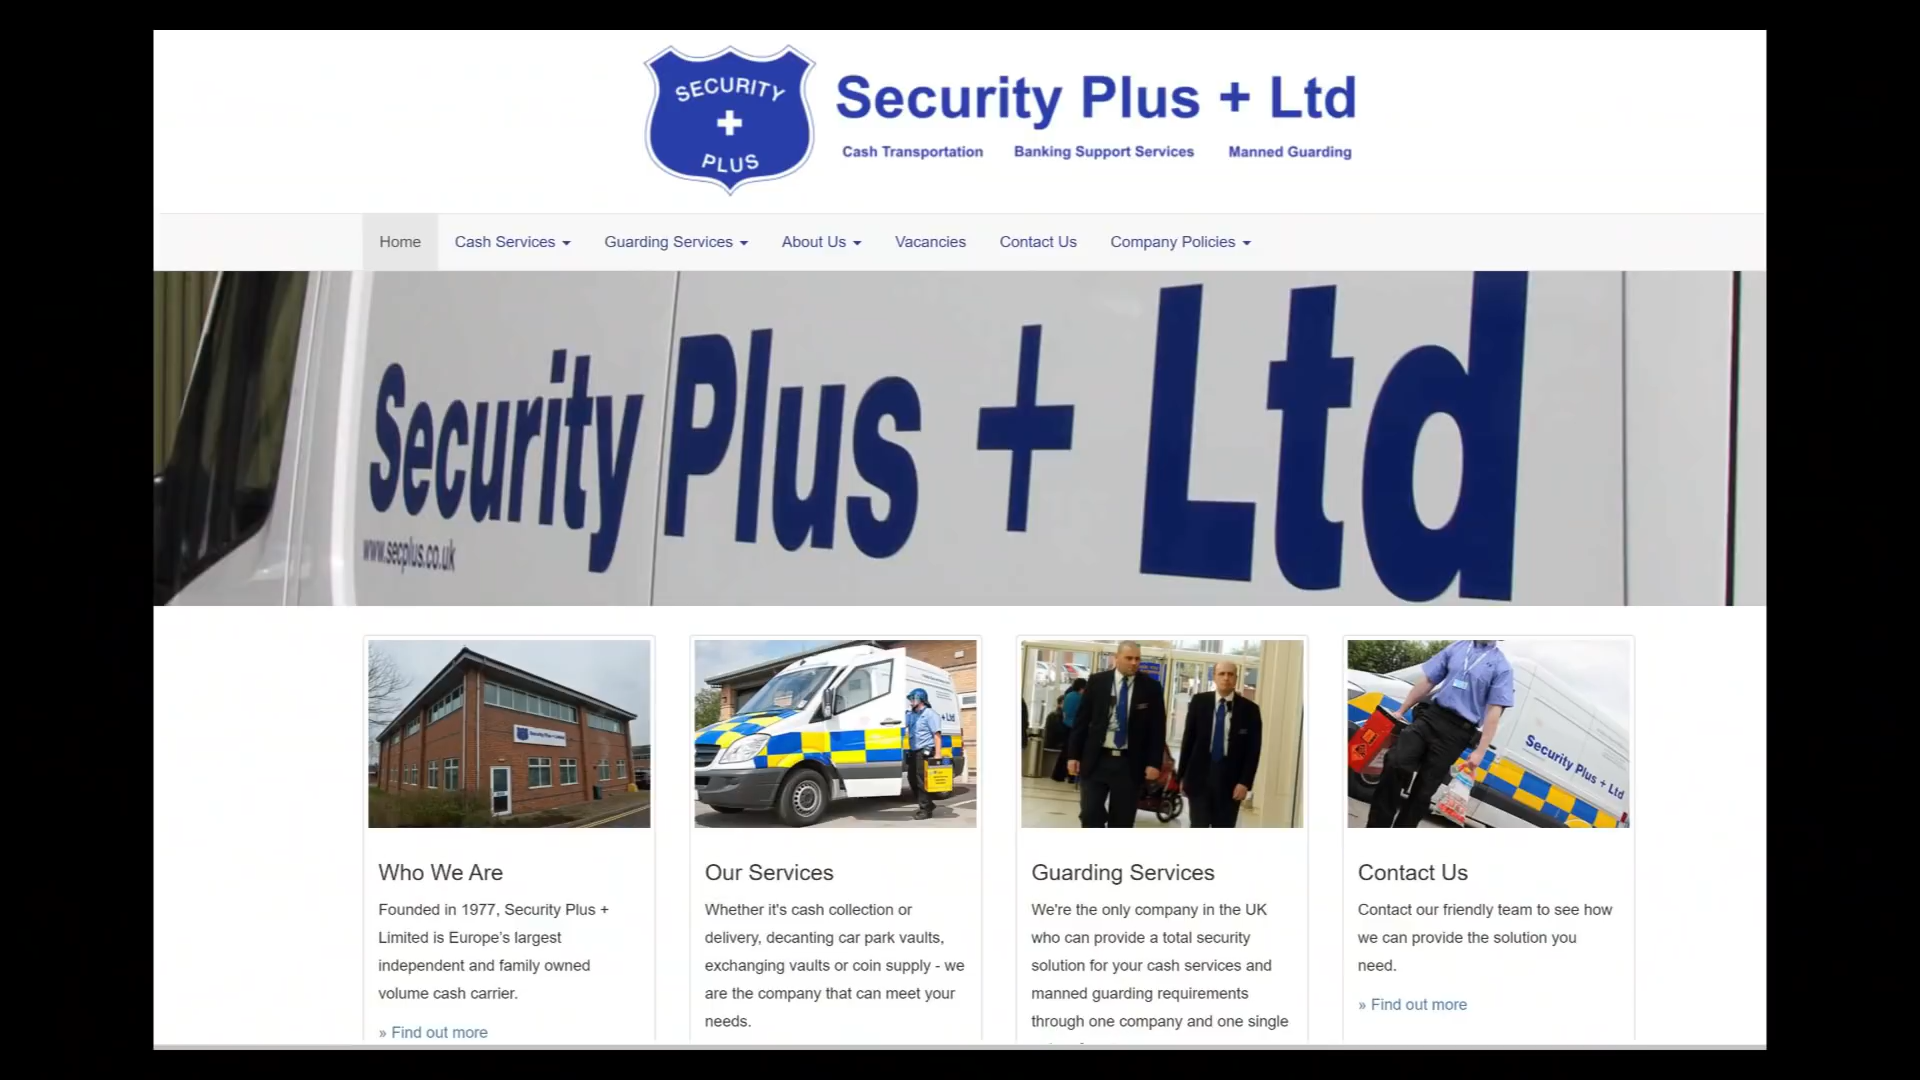 SECURITY
+
PLUS
Security Plus + Ltd
Cash Transportation Banking Support Services Manned Guarding
Home Cash Services Guarding Services About Us Vacancies Contact Us Company Policies
Security Plus + Ltd
www.secplus.co.uk
Security Plus + Limited
+ Ltd
Security Plus + Ltd
Who We Are
Founded in 1977, Security Plus +
Limited is Europe's largest
independent and family owned
volume cash carrier.
» Find out more
Our Services
Whether it's cash collection or
delivery, decanting car park vaults,
exchanging vaults or coin supply - we
are the company that can meet your
needs.
Guarding Services
We're the only company in the UK
who can provide a total security
solution for your cash services and
manned guarding requirements
through one company and one single
Contact Us
Contact our friendly team to see how
we can provide the solution you
need.
» Find out more